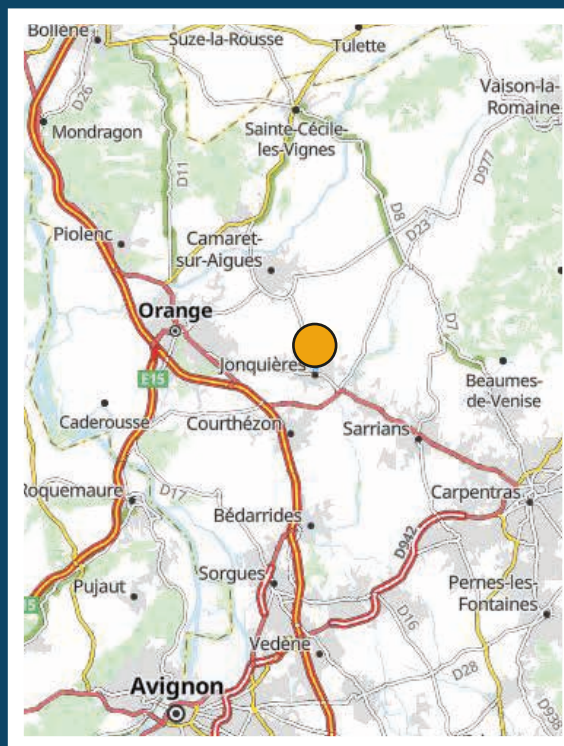 Bollène
Suze-la-Rousse
Tulette
Vaison-la-
Romaine
D26
Mondragon
Sainte-Cécile-
les-Vignes
D11
D977
D8
D23
Piolenc
Camaret-
sur-Aigues
Orange
D7
Jonquières
E15
Beaumes-
de-Venise
Caderousse
Courthézon
Sarrians
Roquemaure
D17
Carpentras
Bédarrides
D942
Pujaut
Sorgues
Pernes-les-
Fontaines
15
D16
Vedène
D28
Avignon
D938